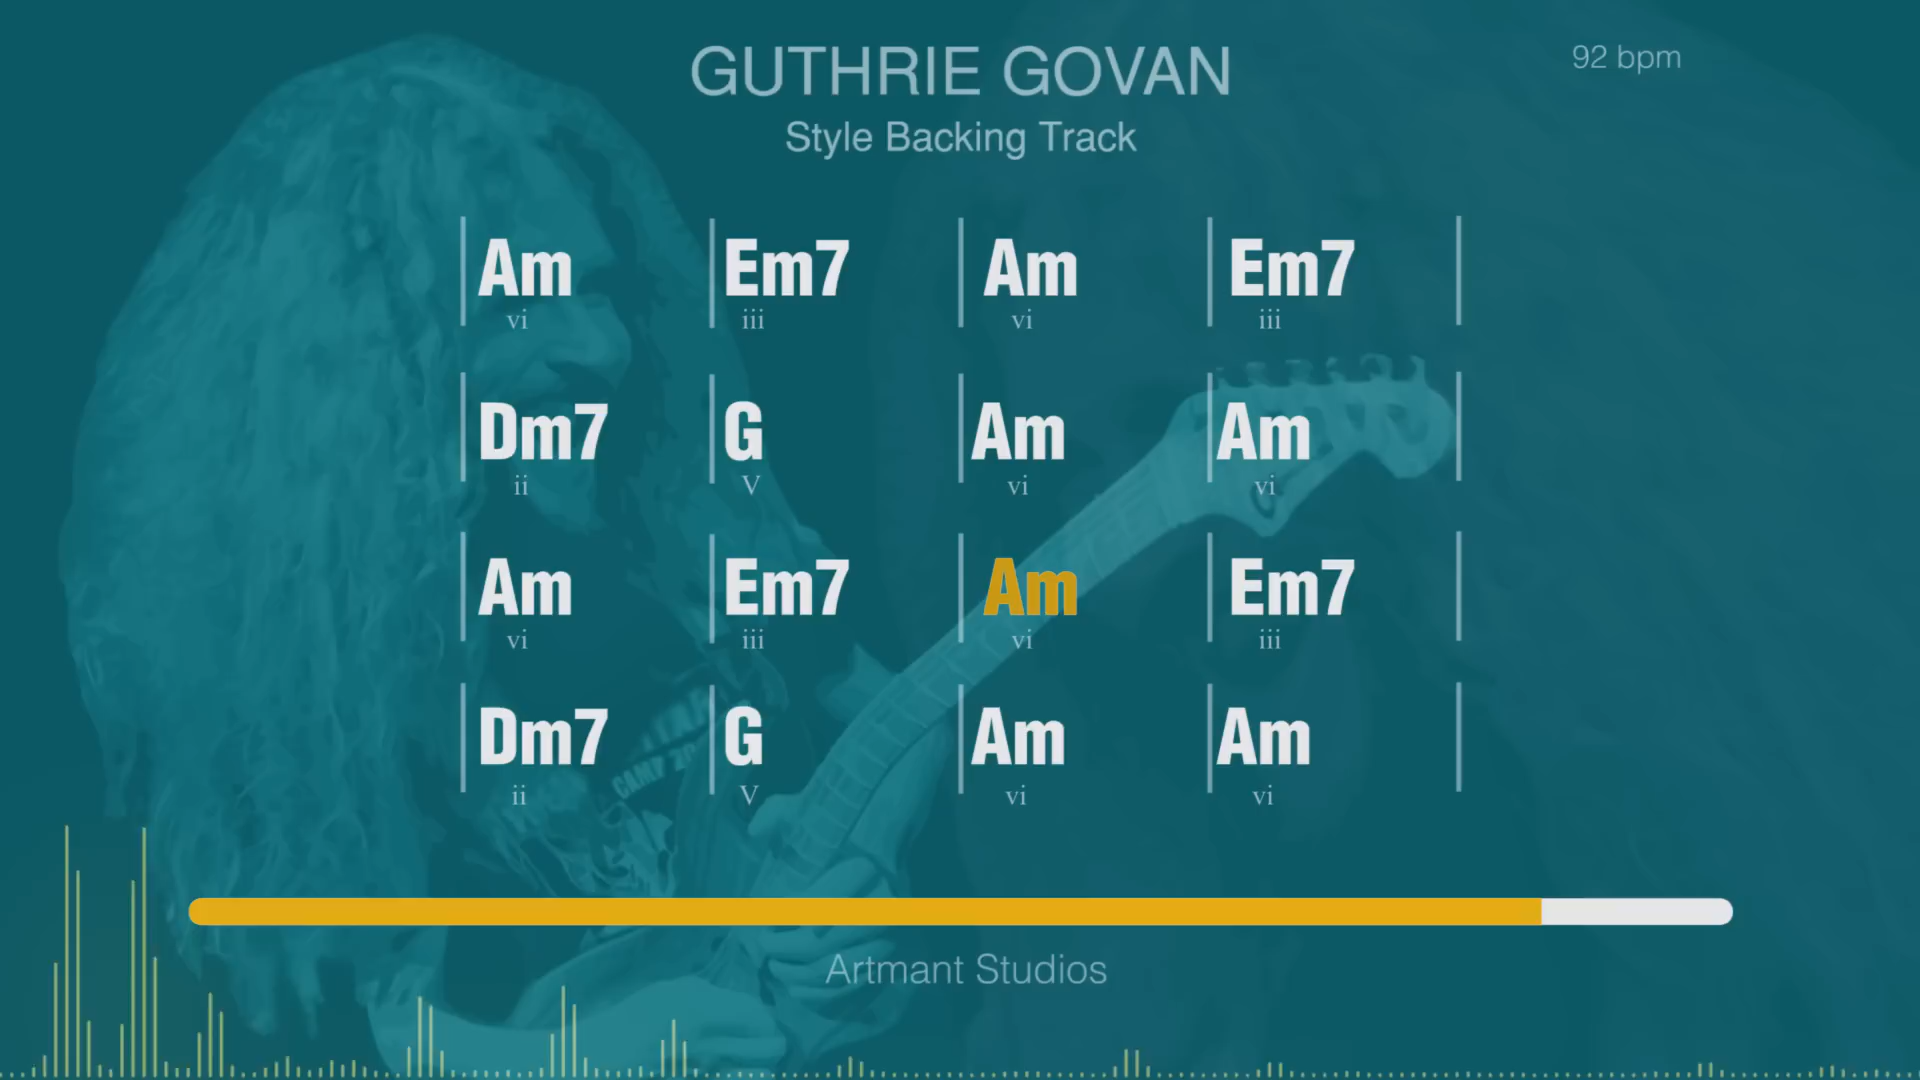 GUTHRIE GOVAN
92 bpm
Style Backing Track
Am Em7 Am Em7
vi iii vi iii
Dm7 G Am Am
ii V vi vi
Am Em7 Am Em7
vi iii vi iii
Dm7 G Am Am
ii V vi vi
Artmant Studios